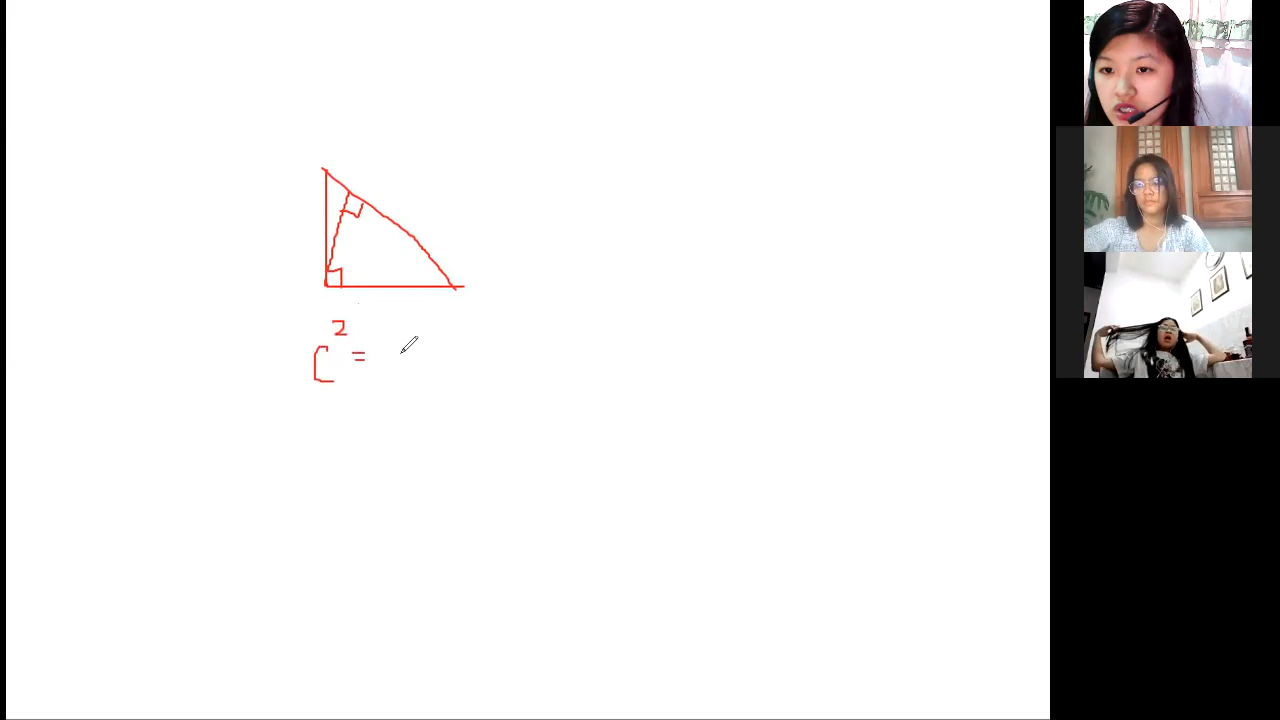 C² =